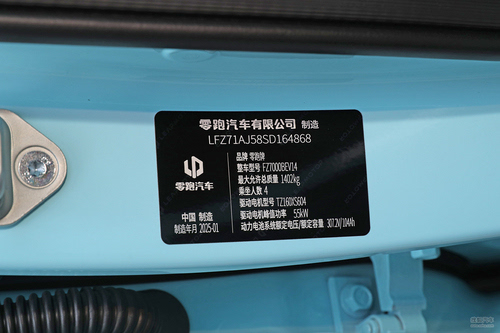 零跑汽车有限公司 制造
LFZ71AJ58SD164868
品牌 零跑牌
整车型号 FZ7000BEV14
最大允许总质量 1402kg
乘坐人数 4
驱动电机型号 TZ160XS604
驱动电机峰值功率 55kW
动力电池系统额定电压/额定容量 307.2V/104Ah
零跑汽车
中国 制造
制造年月 2025-01